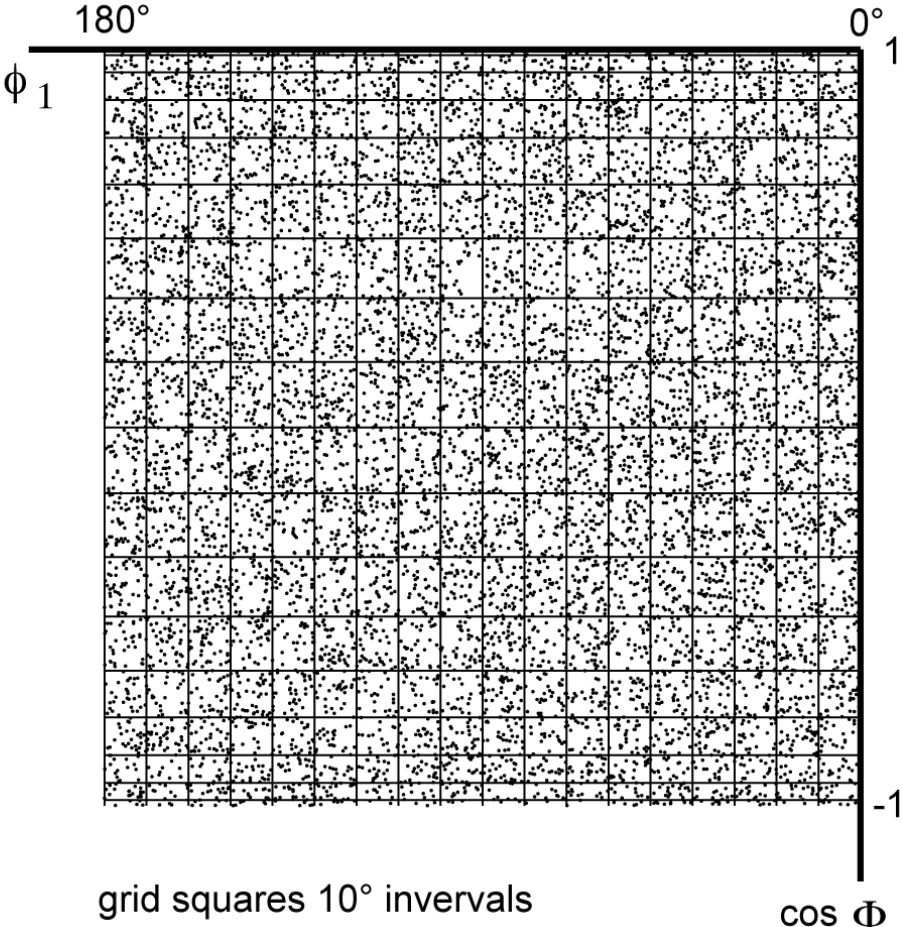 180° 0°
1
ϕ 1
-1
grid squares 10° invervals
cos Φ